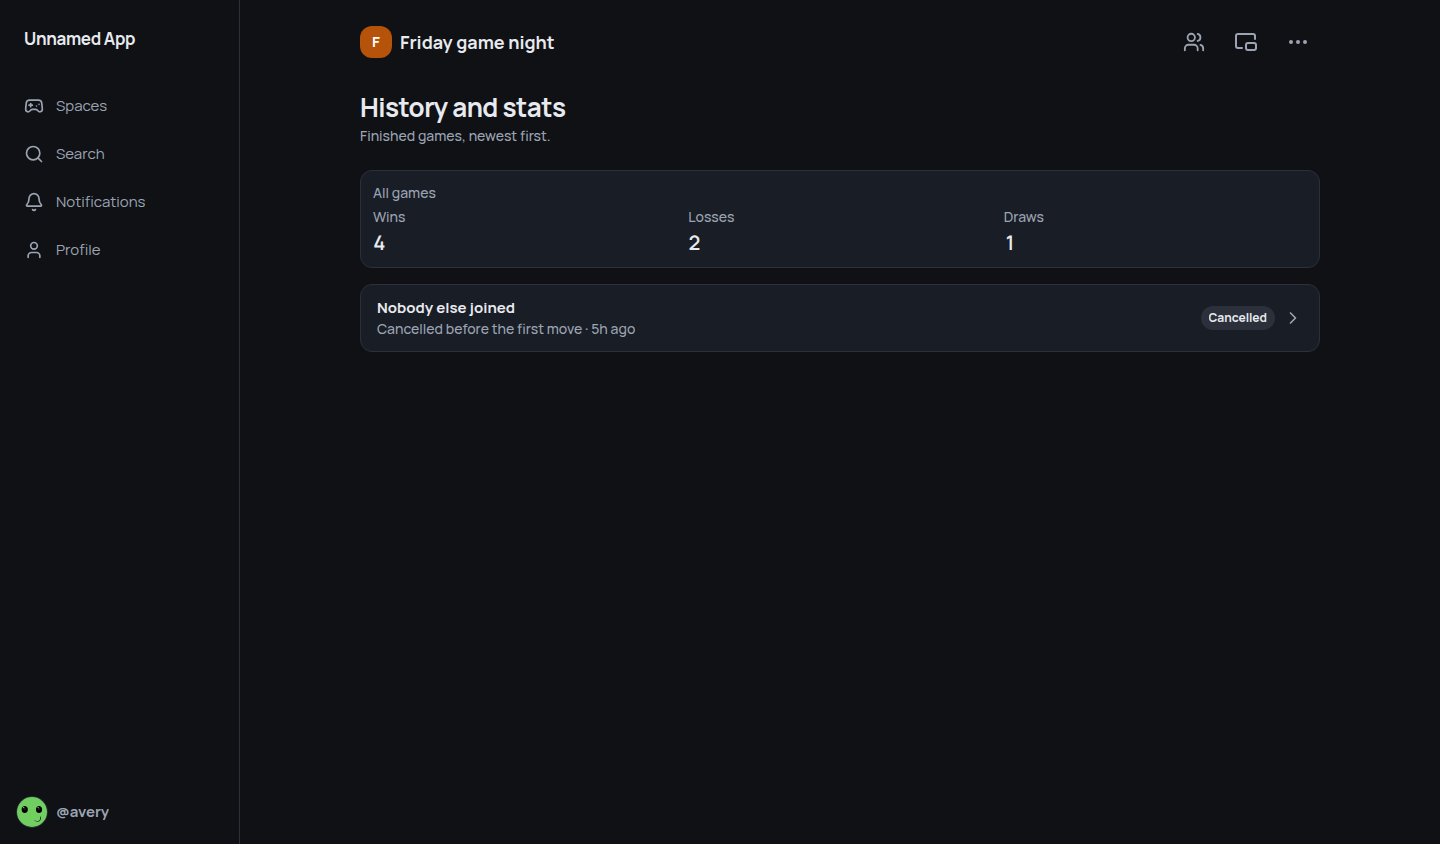 Unnamed App
Spaces
Search
Notifications
Profile
@avery
F
Friday game night
History and stats
Finished games, newest first.
All games
Wins
4
Losses
2
Draws
1
Nobody else joined
Cancelled before the first move · 5h ago
Cancelled